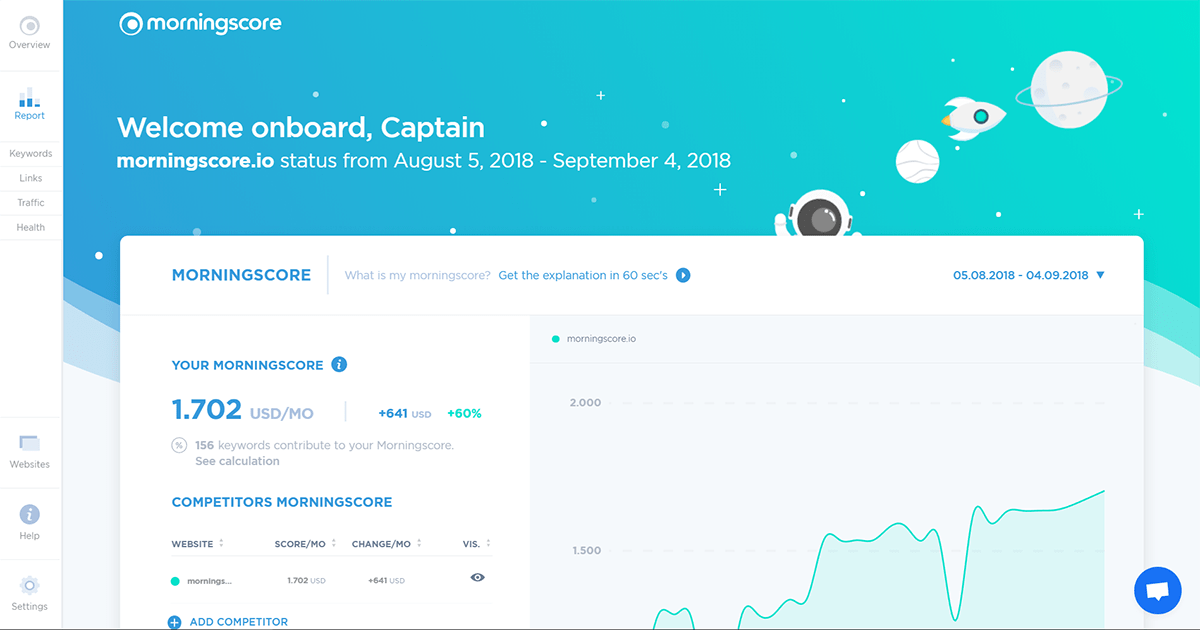 morningscore
Overview
Report
Keywords
Links
Traffic
Health
Websites
Help
Settings
Welcome onboard, Captain
morningscore.io status from August 5, 2018 - September 4, 2018
MORNINGSCORE
What is my morningscore? Get the explanation in 60 sec's
05.08.2018 - 04.09.2018
YOUR MORNINGSCORE
1.702 USD/MO +641 USD +60%
156 keywords contribute to your Morningscore.
See calculation
COMPETITORS MORNINGSCORE
WEBSITE SCORE/MO CHANGE/MO VIS.
mornings... 1.702 USD +641 USD
ADD COMPETITOR
morningscore.io
2.000
1.500